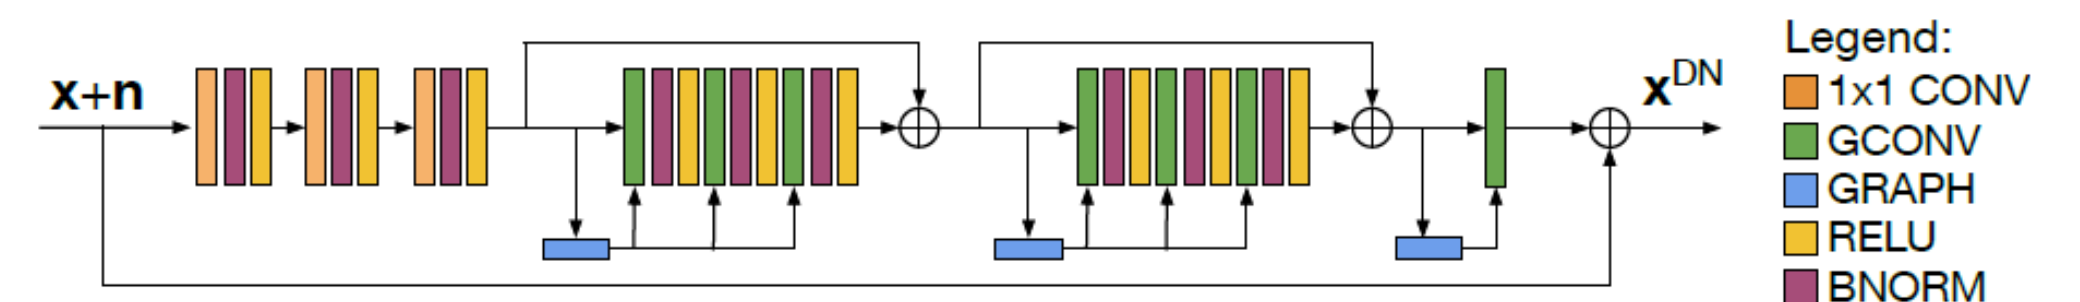 x+n
x^DN
Legend:
1x1 CONV
GCONV
GRAPH
RELU
BNORM